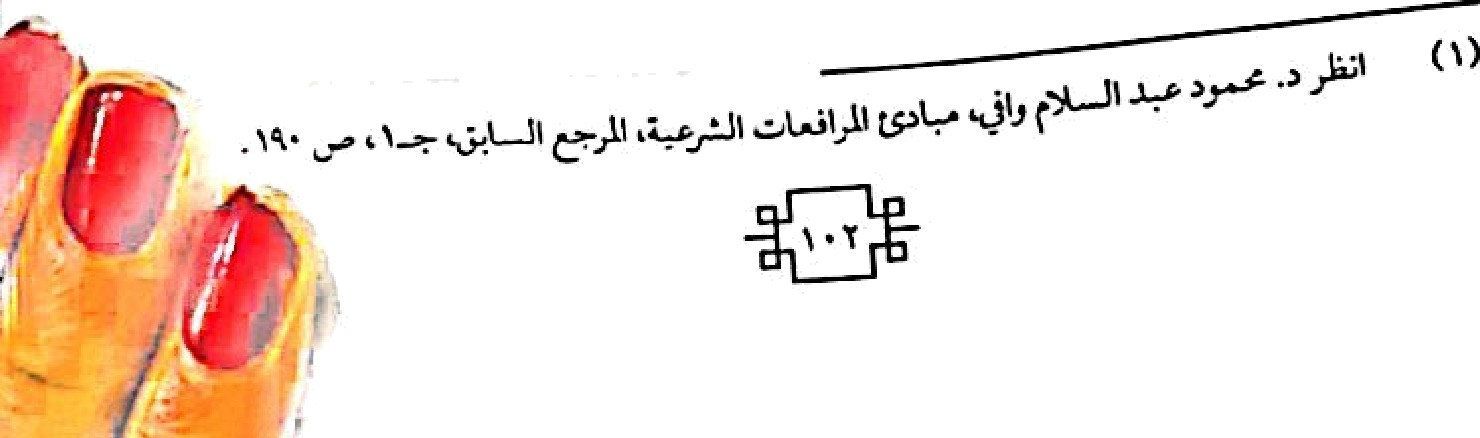 (١) انظر د. محمود عبد السلام وافي، مبادئ المرافعات الشرعية، المرجع السابق، جـ١، ص ١٩٠.
١٠٢